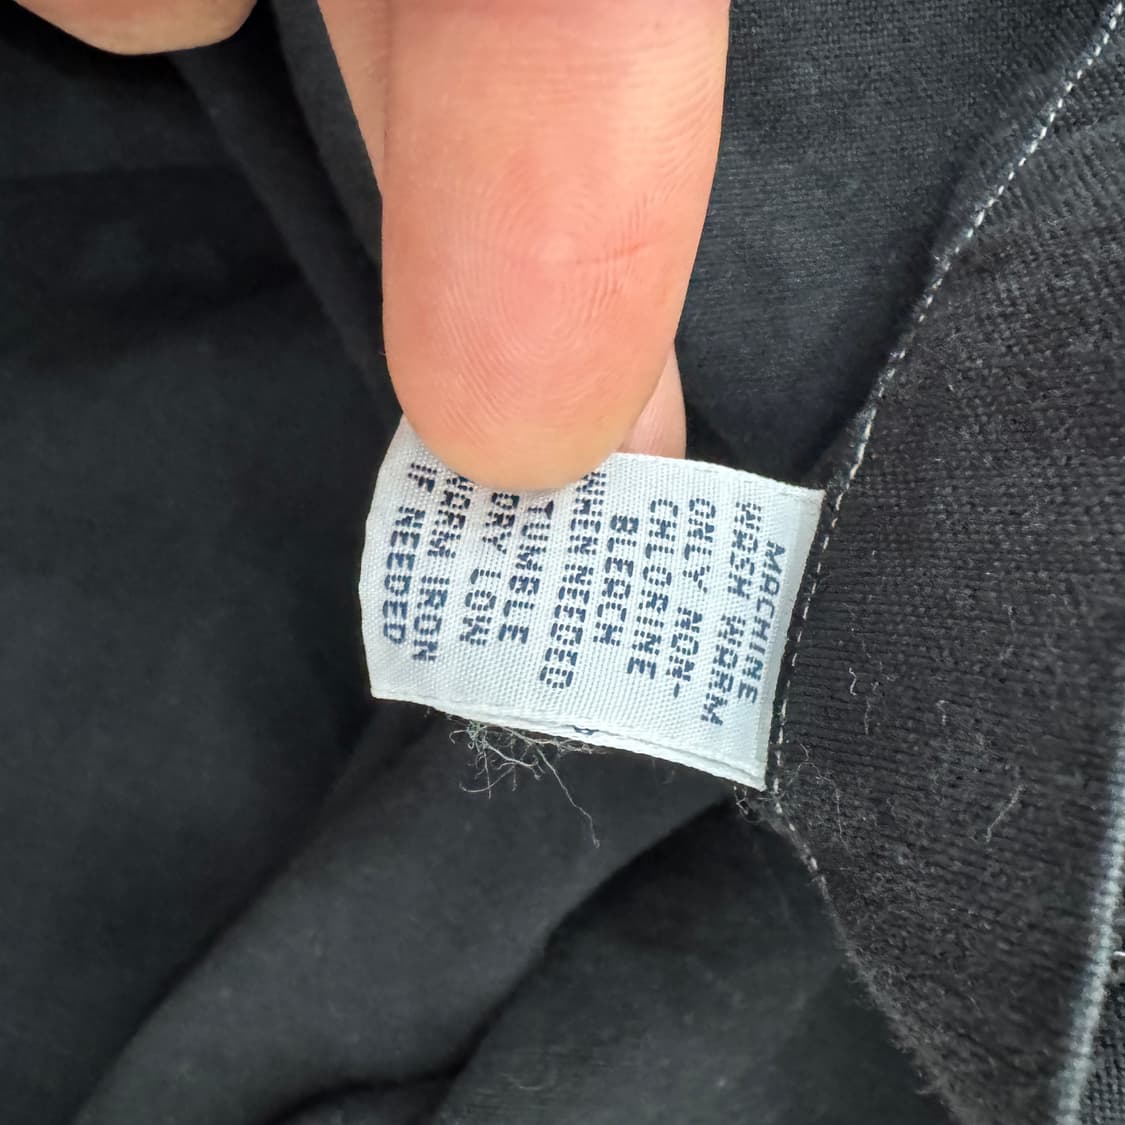 MACHINE
WASH WARM
ONLY NON-
CHLORINE
BLEACH
WHEN NEEDED
TUMBLE
DRY LOW
WARM IRON
IF NEEDED